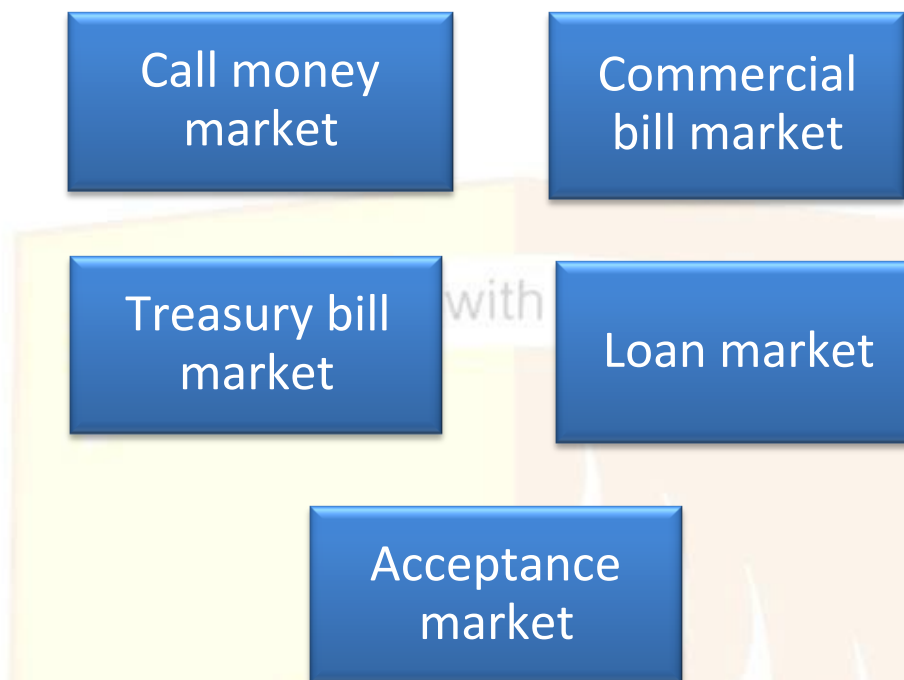 Call money
market
Commercial
bill market
Treasury bill
market
with
Loan market
Acceptance
market